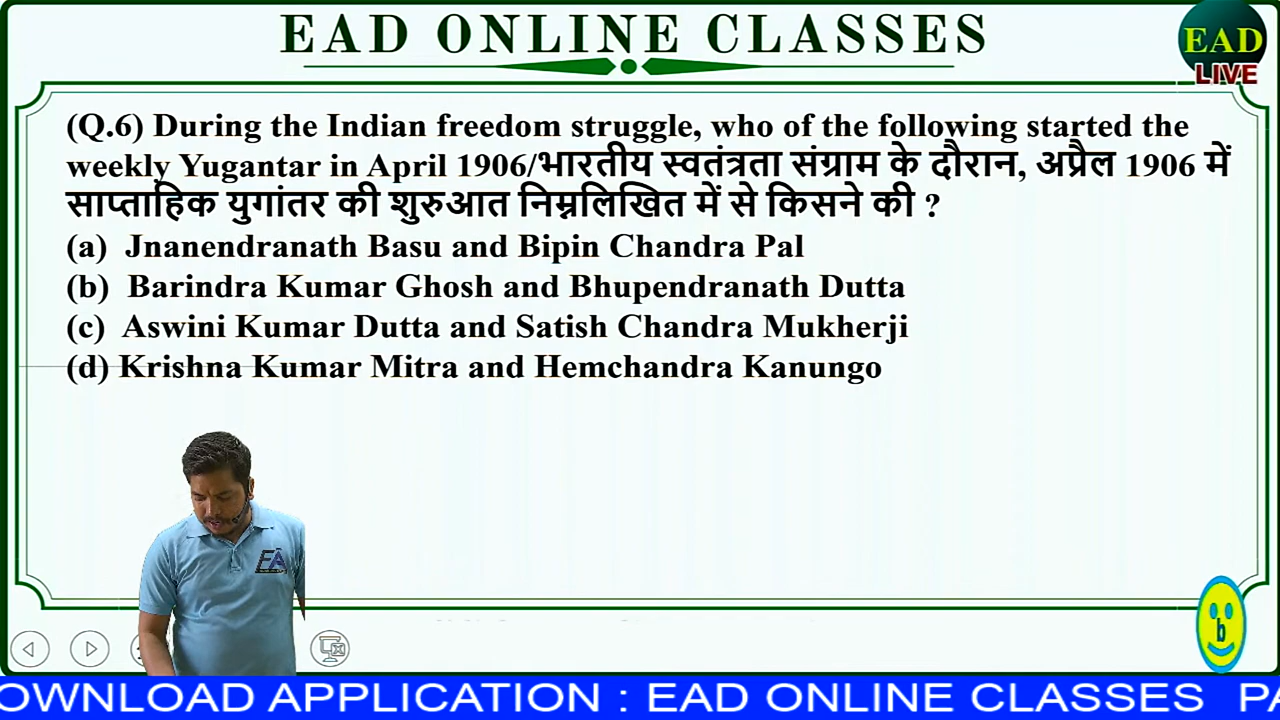 EAD ONLINE CLASSES
EAD
LIVE
(Q.6) During the Indian freedom struggle, who of the following started the
weekly Yugantar in April 1906/भारतीय स्वतंत्रता संग्राम के दौरान, अप्रैल 1906 में
साप्ताहिक युगांतर की शुरुआत निम्नलिखित में से किसने की ?
(a) Jnanendranath Basu and Bipin Chandra Pal
(b) Barindra Kumar Ghosh and Bhupendranath Dutta
(c) Aswini Kumar Dutta and Satish Chandra Mukherji
(d) Krishna Kumar Mitra and Hemchandra Kanungo
b
OWNLOAD APPLICATION : EAD ONLINE CLASSES PA